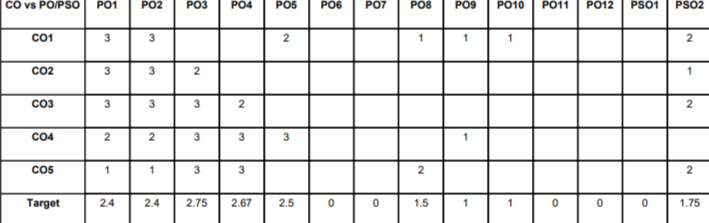 CO vs PO/PSO PO1 PO2 PO3 PO4 PO5 PO6 PO7 PO8 PO9 PO10 PO11 PO12 PSO1 PSO2
CO1 3 3 2 1 1 1 2
CO2 3 3 2 1
CO3 3 3 3 2 2
CO4 2 2 3 3 3 1
CO5 1 1 3 3 2 2
Target 2.4 2.4 2.75 2.67 2.5 0 0 1.5 1 1 0 0 0 1.75